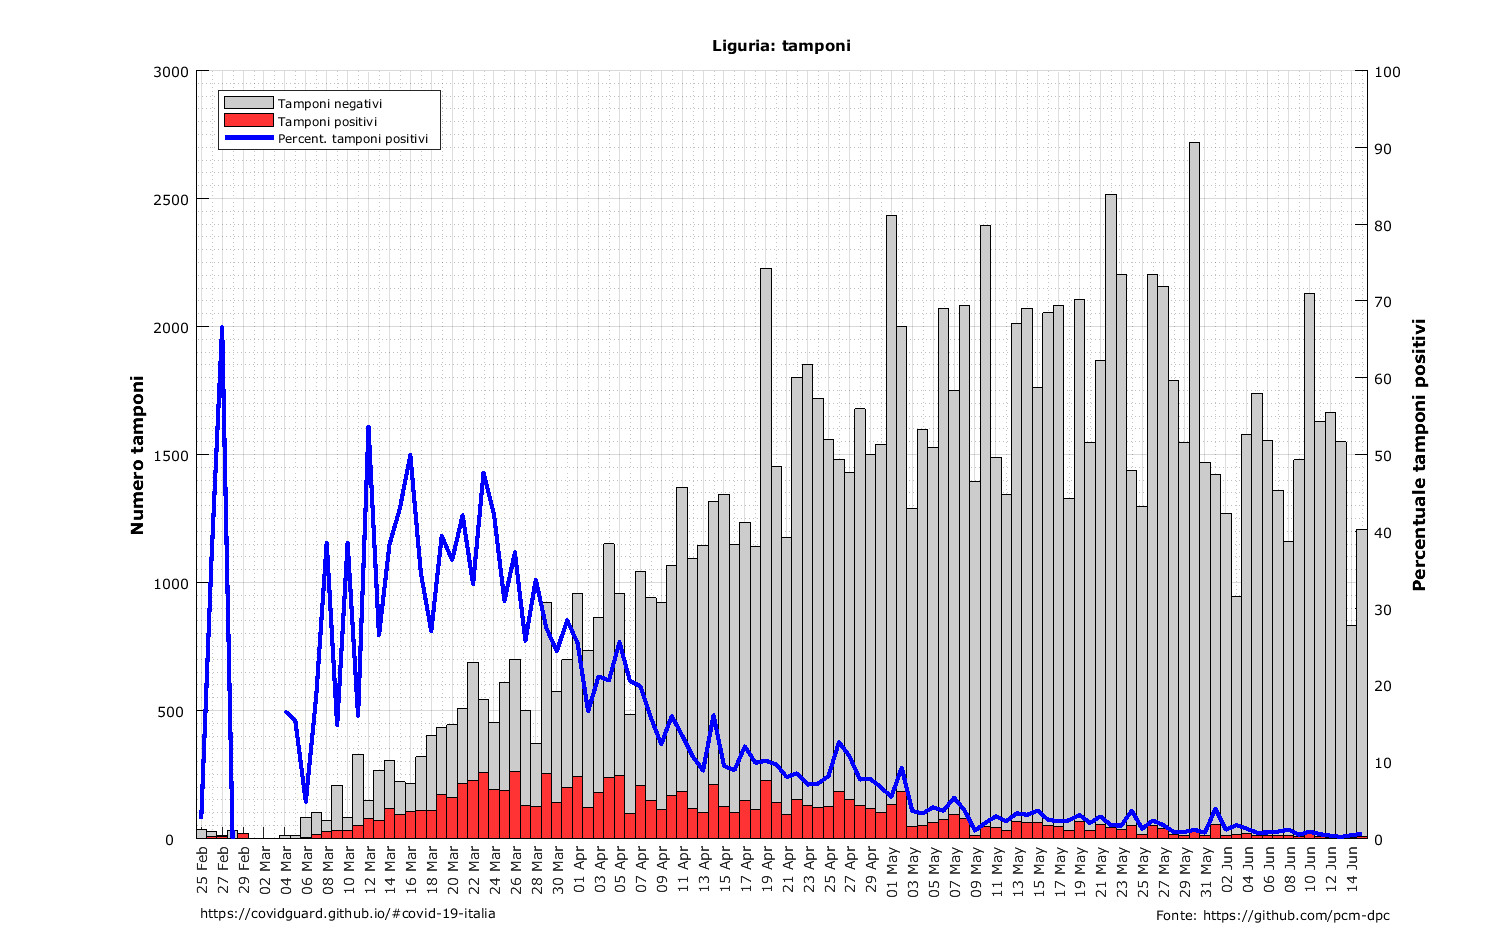 Liguria: tamponi
Tamponi negativi
Tamponi positivi
Percent. tamponi positivi
Numero tamponi
3000
2500
2000
1500
1000
500
0
Percentuale tamponi positivi
100
90
80
70
60
50
40
30
20
10
0
25 Feb
27 Feb
29 Feb
02 Mar
04 Mar
06 Mar
08 Mar
10 Mar
12 Mar
14 Mar
16 Mar
18 Mar
20 Mar
22 Mar
24 Mar
26 Mar
28 Mar
30 Mar
01 Apr
03 Apr
05 Apr
07 Apr
09 Apr
11 Apr
13 Apr
15 Apr
17 Apr
19 Apr
21 Apr
23 Apr
25 Apr
27 Apr
29 Apr
01 May
03 May
05 May
07 May
09 May
11 May
13 May
15 May
17 May
19 May
21 May
23 May
25 May
27 May
29 May
31 May
02 Jun
04 Jun
06 Jun
08 Jun
10 Jun
12 Jun
14 Jun
https://covidguard.github.io/#covid-19-italia
Fonte: https://github.com/pcm-dpc